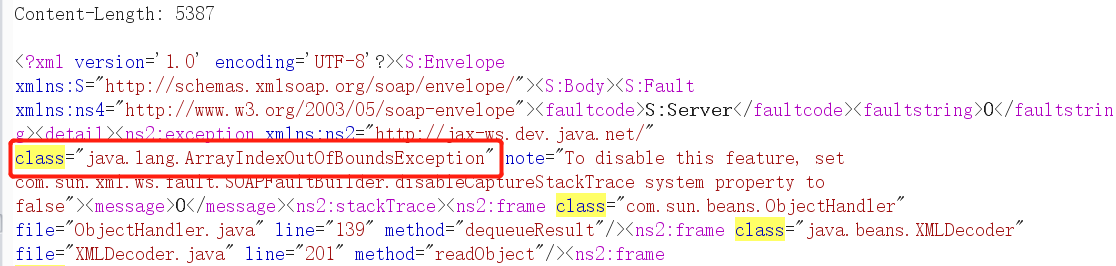 Content-Length: 5387
<?xml version='1.0' encoding='UTF-8'?><S:Envelope
xmlns:S="http://schemas.xmlsoap.org/soap/envelope/"><S:Body><S:Fault
xmlns:ns4="http://www.w3.org/2003/05/soap-envelope"><faultcode>S:Server</faultcode><faultstring>0</faultstrin
g><detail><ns2:exception xmlns:ns2="http://jax-ws.dev.java.net/"
class="java.lang.ArrayIndexOutOfBoundsException" note="To disable this feature, set
com.sun.xml.ws.fault.SOAPFaultBuilder.disableCaptureStackTrace system property to
false"><message>0</message><ns2:stackTrace><ns2:frame class="com.sun.beans.ObjectHandler"
file="ObjectHandler.java" line="139" method="dequeueResult"/><ns2:frame class="java.beans.XMLDecoder"
file="XMLDecoder.java" line="201" method="readObject"/><ns2:frame